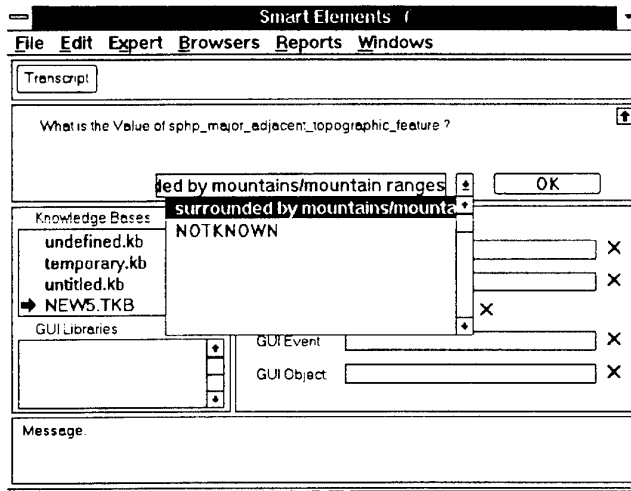 Smart Elements (
File Edit Expert Browsers Reports Windows
Transcript
What is the Value of sphp_major_adjacent_topographic_feature ?
ded by mountains/mountain ranges
OK
surrounded by mountains/mounta
NOTKNOWN
Knowledge Bases
undefined.kb
temporary.kb
untitled.kb
NEW5.TKB
GUI Libraries
GUI Event
GUI Object
Message.